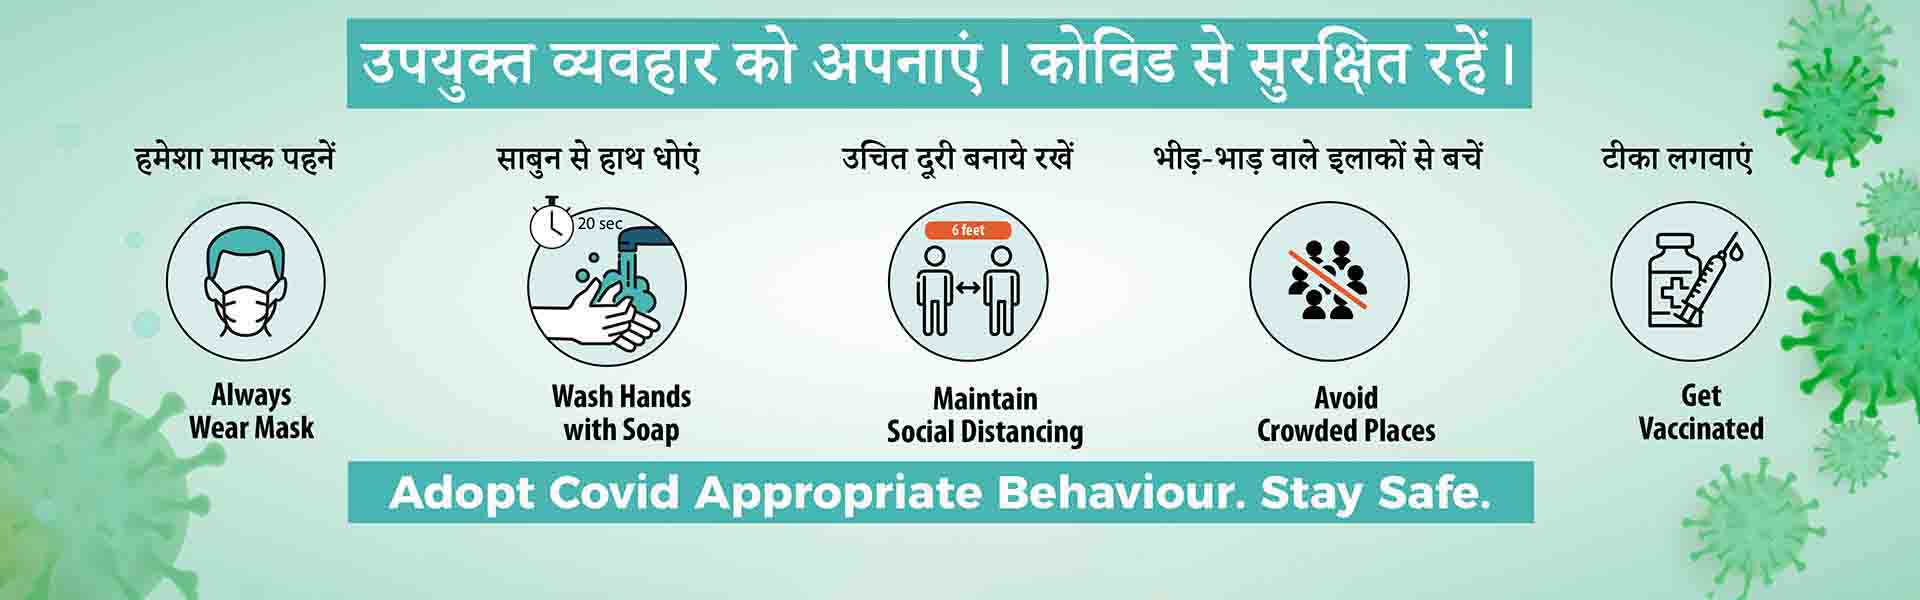 उपयुक्त व्यवहार को अपनाएं। कोविड से सुरक्षित रहें।
हमेशा मास्क पहनें
साबुन से हाथ धोएं
उचित दूरी बनाये रखें
भीड़-भाड़ वाले इलाकों से बचें
टीका लगवाएं
20 sec
6 feet
Always
Wear Mask
Wash Hands
with Soap
Maintain
Social Distancing
Avoid
Crowded Places
Get
Vaccinated
Adopt Covid Appropriate Behaviour. Stay Safe.